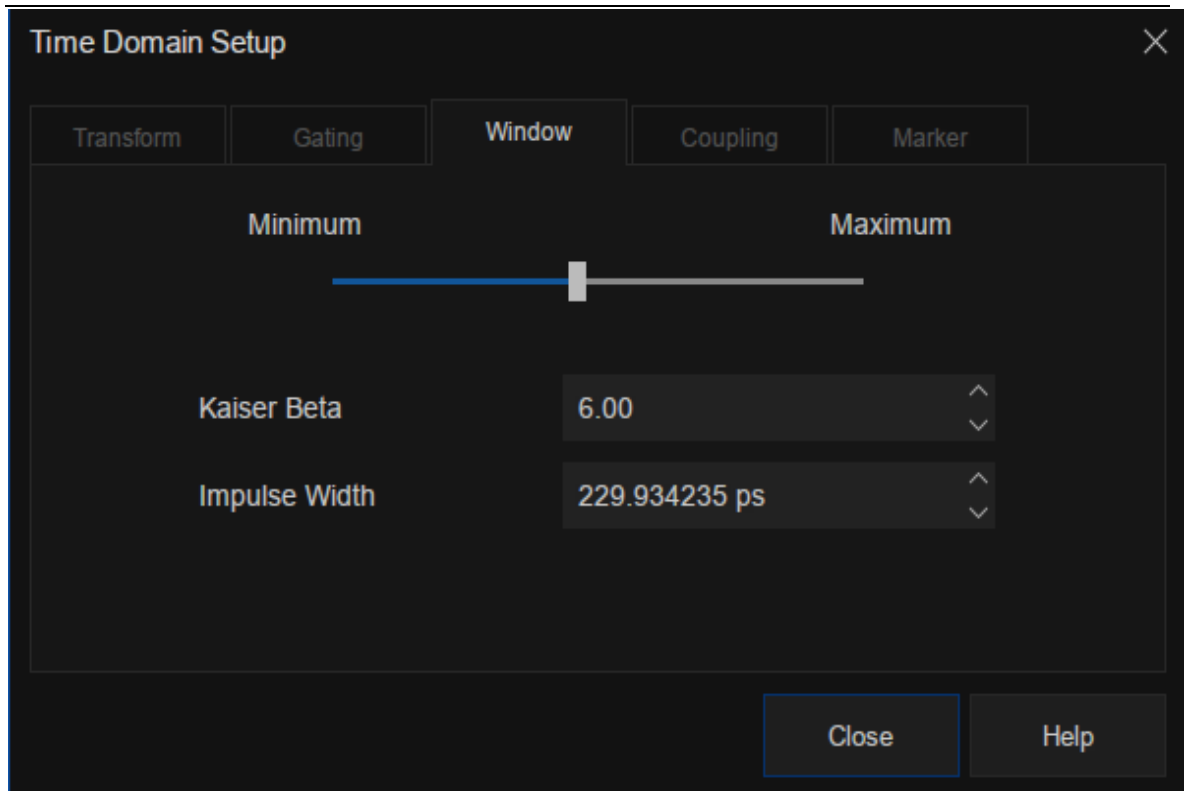 Time Domain Setup
Transform Gating Window Coupling Marker
Minimum Maximum
Kaiser Beta 6.00
Impulse Width 229.934235 ps
Close Help